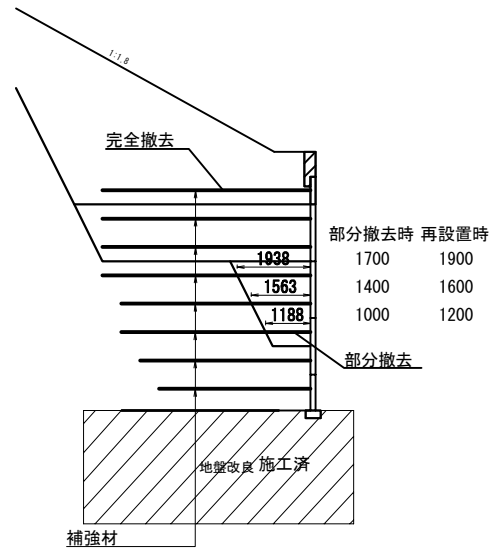 1:1.8
完全撤去
部分撤去時 再設置時
1938 1700 1900
1563 1400 1600
1188 1000 1200
部分撤去
地盤改良 施工済
補強材